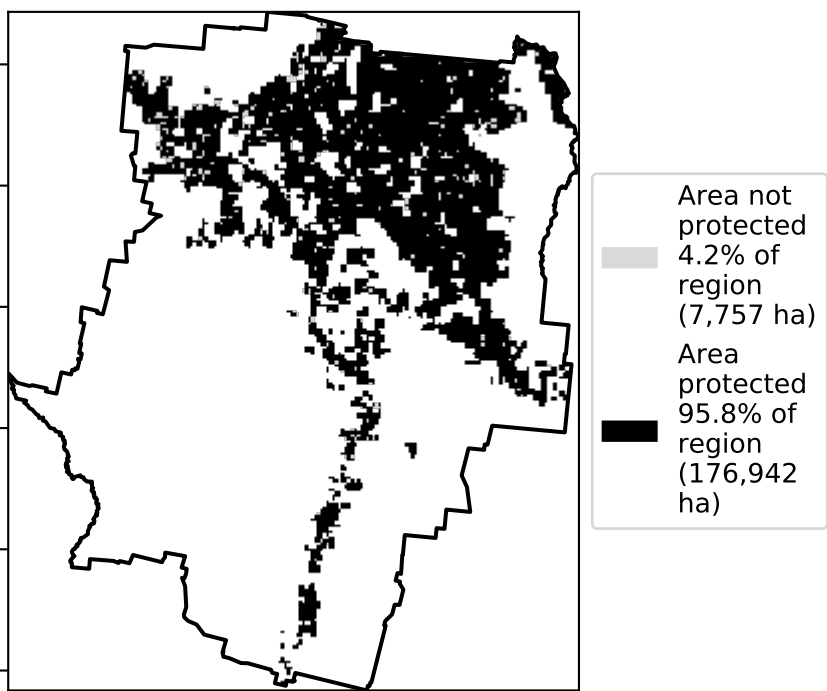 Area not
protected
4.2% of
region
(7,757 ha)
Area
protected
95.8% of
region
(176,942
ha)